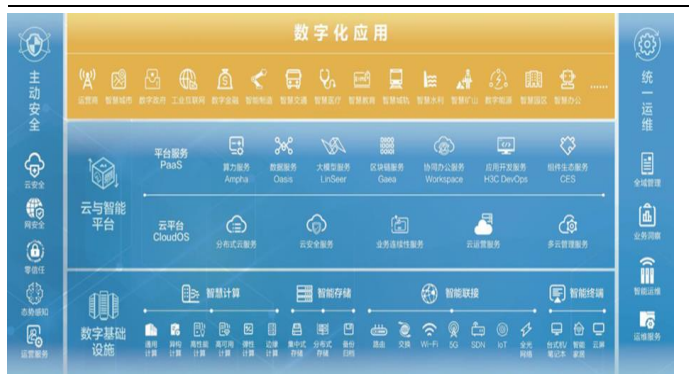 数字化应用
主动安全
云安全
网安全
零信任
态势感知
运营服务
运营商 智慧城市 数字政府 工业互联网 数字金融 智能制造 智慧交通 智慧医疗 智慧教育 智慧城轨 智慧水利 智慧矿山 数字能源 智慧园区 智慧办公 ......
云与智能平台
平台服务 PaaS
算力服务 Ampha
数据服务 Oasis
大模型服务 LinSeer
区块链服务 Gaea
协同办公服务 Workspace
应用开发服务 H3C DevOps
组件生态服务 CES
云平台 CloudOS
分布式云服务
云安全服务
业务连接性服务
云运营服务
多云管理服务
数字基础设施
智慧计算
通用计算 异构计算 高性能计算 高可用计算 弹性计算 边缘计算
智能存储
集中式存储 分布式存储 备份归档
智能联接
路由 交换 Wi-Fi 5G SDN IoT 全光网络
智能终端
台式机/笔记本 智能家居 云屏
统一运维
全域管理
业务洞察
智能运维
运维服务